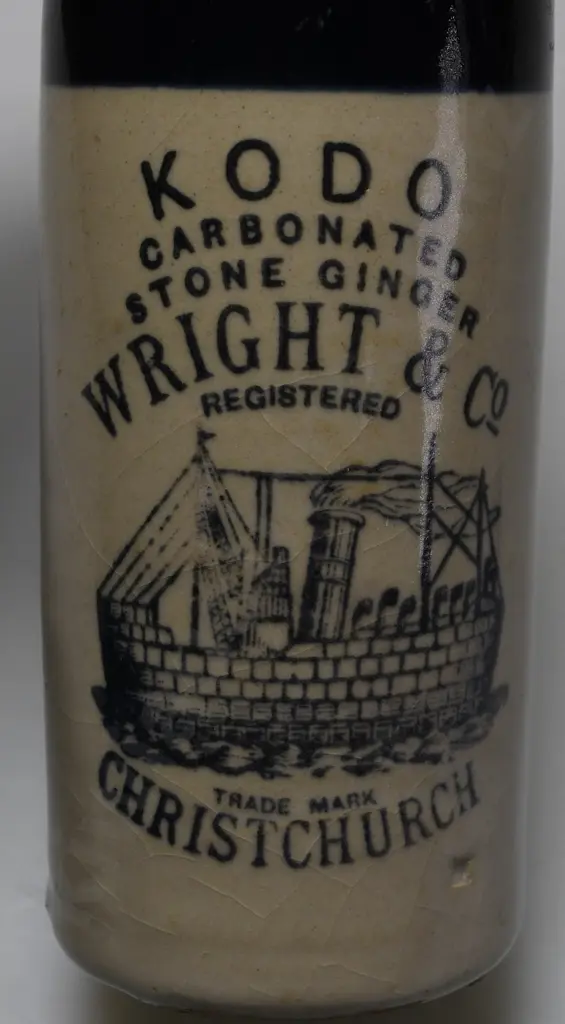 KODO
CARBONATED
STONE GINGER
WRIGHT & Co
REGISTERED
TRADE MARK
CHRISTCHURCH